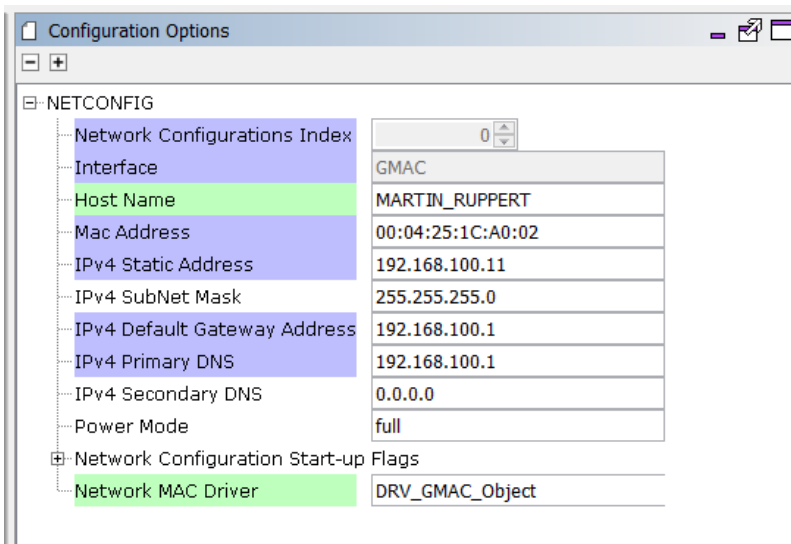 Configuration Options
NETCONFIG
Network Configurations Index 0
Interface GMAC
Host Name MARTIN_RUPPERT
Mac Address 00:04:25:1C:A0:02
IPv4 Static Address 192.168.100.11
IPv4 SubNet Mask 255.255.255.0
IPv4 Default Gateway Address 192.168.100.1
IPv4 Primary DNS 192.168.100.1
IPv4 Secondary DNS 0.0.0.0
Power Mode full
Network Configuration Start-up Flags
Network MAC Driver DRV_GMAC_Object